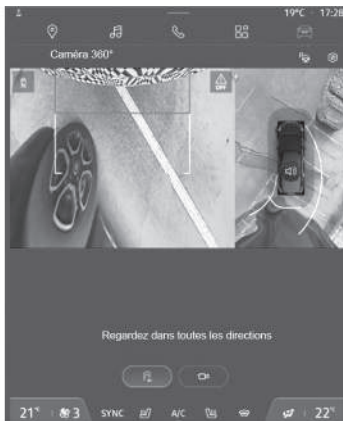 19°C 17:28
Caméra 360°
OFF
Regardez dans toutes les directions
21° 3 SYNC A/C 22°